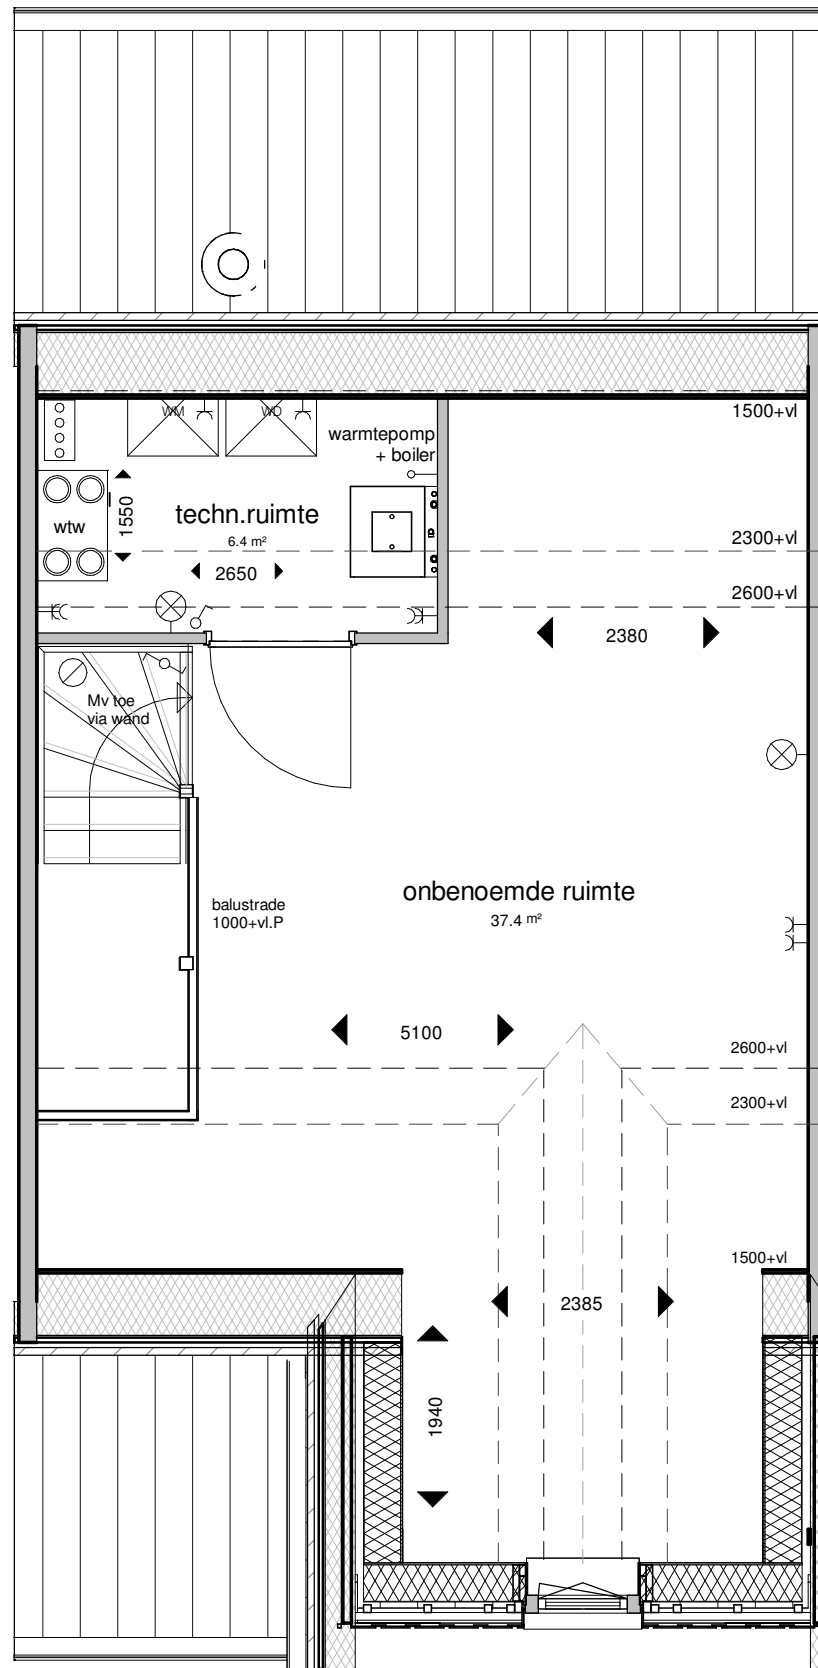 WM
WD
1500+vl
warmtepomp
+ boiler
techn.ruimte
6.4 m²
wtw
1550
2650
2300+vl
2600+vl
2380
Mv toe
via wand
onbenoemde ruimte
37.4 m²
balustrade
1000+vl.P
5100
2600+vl
2300+vl
1500+vl
2385
1940